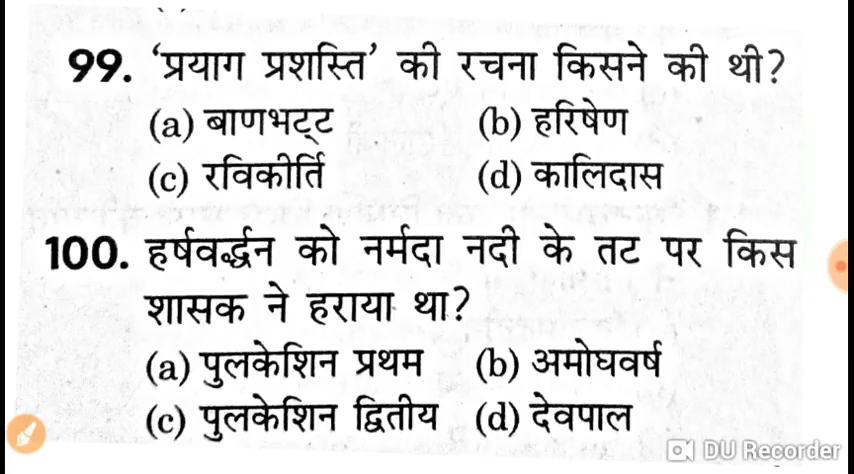 99. ‘प्रयाग प्रशस्ति’ की रचना किसने की थी?
(a) बाणभट्ट (b) हरिषेण
(c) रविकीर्ति (d) कालिदास
100. हर्षवर्द्धन को नर्मदा नदी के तट पर किस
शासक ने हराया था?
(a) पुलकेशिन प्रथम (b) अमोघवर्ष
(c) पुलकेशिन द्वितीय (d) देवपाल
DU Recorder